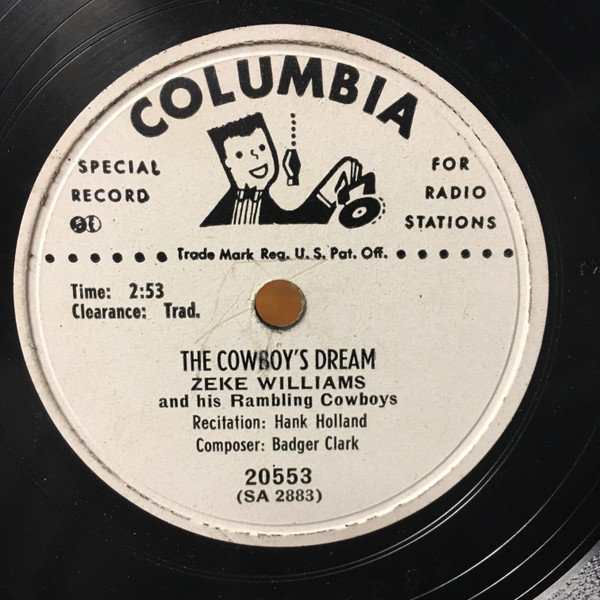 COLUMBIA
SPECIAL
RECORD
FOR
RADIO
STATIONS
Trade Mark Reg. U. S. Pat. Off.
Time: 2:53
Clearance: Trad.
THE COWBOY'S DREAM
ZEKE WILLIAMS
and his Rambling Cowboys
Recitation: Hank Holland
Composer: Badger Clark
20553
(SA 2883)